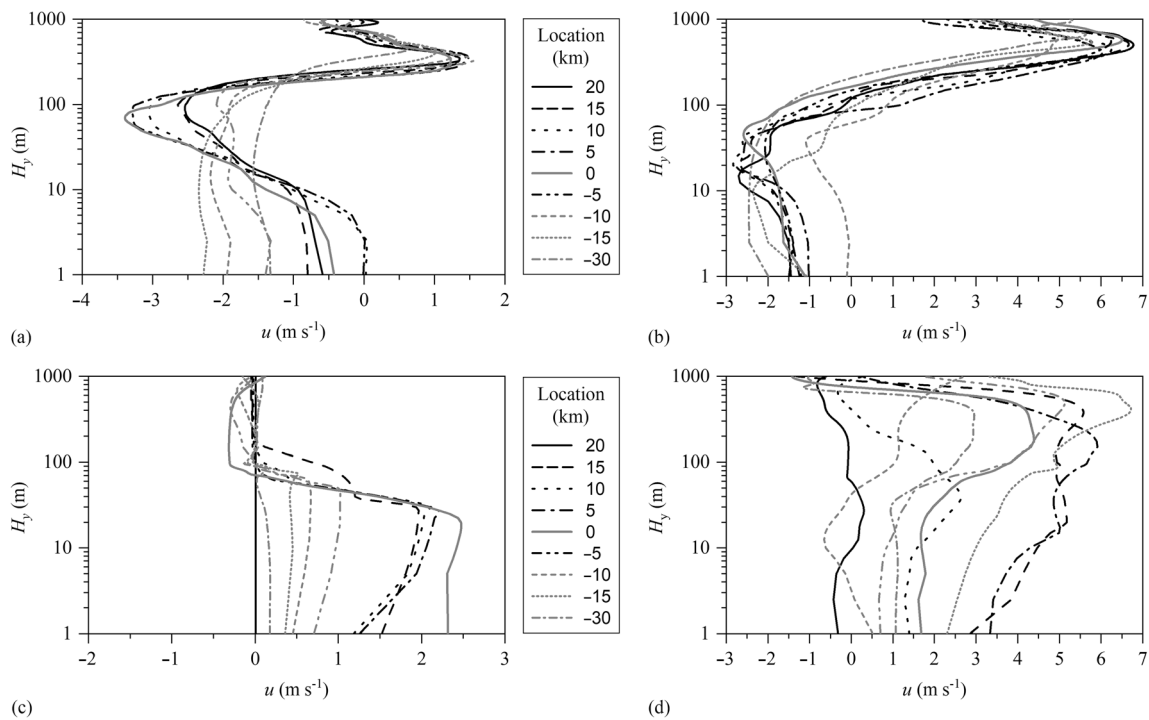 1000
100
10
1
H_y (m)
−4 −3 −2 −1 0 1 2
u (m s⁻¹)
(a)
Location
(km)
20
15
10
5
0
−5
−10
−15
−30
1000
100
10
1
H_y (m)
−3 −2 −1 0 1 2 3 4 5 6 7
u (m s⁻¹)
(b)
1000
100
10
1
H_y (m)
−2 −1 0 1 2 3
u (m s⁻¹)
(c)
Location
(km)
20
15
10
5
0
−5
−10
−15
−30
1000
100
10
1
H_y (m)
−3 −2 −1 0 1 2 3 4 5 6 7
u (m s⁻¹)
(d)